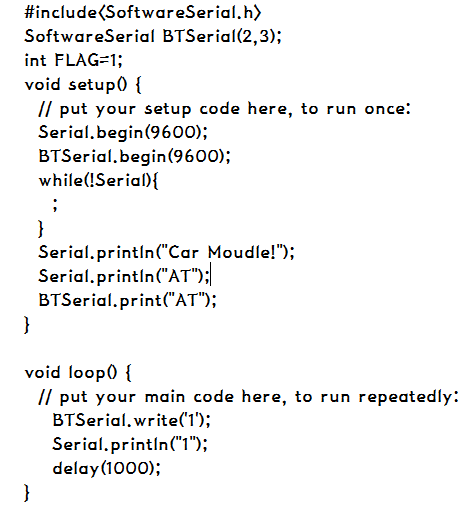 #include<SoftwareSerial.h>
SoftwareSerial BTSerial(2,3);
int FLAG=1;
void setup() {
// put your setup code here, to run once:
Serial.begin(9600);
BTSerial.begin(9600);
while(!Serial){
;
}
Serial.println("Car Moudle!");
Serial.println("AT");
BTSerial.print("AT");
}
void loop() {
// put your main code here, to run repeatedly:
BTSerial.write('1');
Serial.println("1");
delay(1000);
}